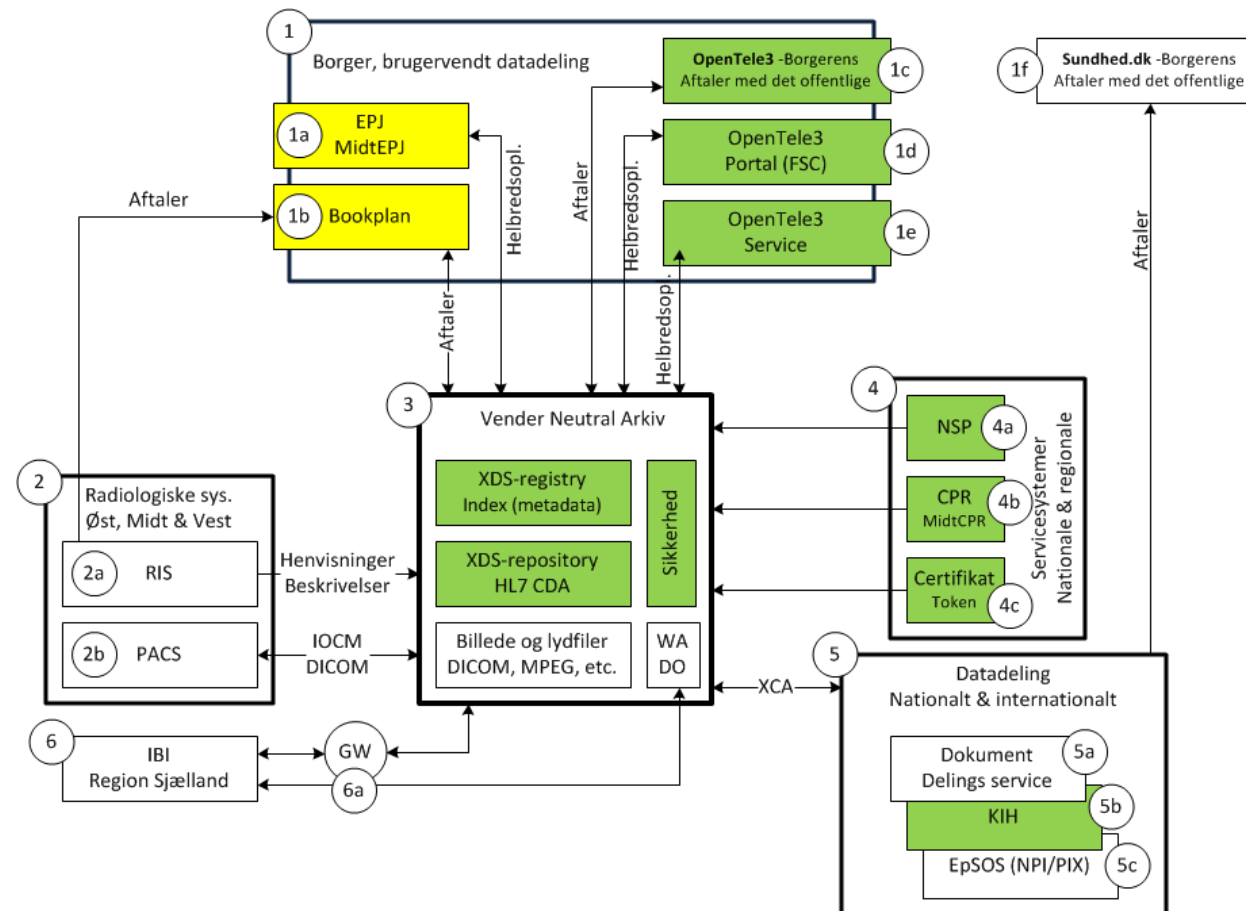 1
Borger, brugervendt datadeling
1a
EPJ
MidtEPJ
1b
Bookplan
OpenTele3 -Borgerens
Aftaler med det offentlige
1c
OpenTele3
Portal (FSC)
1d
OpenTele3
Service
1e
1f
Sundhed.dk -Borgerens
Aftaler med det offentlige
Aftaler
Aftaler
Helbredsopl.
Aftaler
Helbredsopl.
Helbredsopl.
Aftaler
2
Radiologiske sys.
Øst, Midt & Vest
2a
RIS
2b
PACS
Henvisninger
Beskrivelser
IOCM
DICOM
3
Vender Neutral Arkiv
XDS-registry
Index (metadata)
XDS-repository
HL7 CDA
Sikkerhed
Billede og lydfiler
DICOM, MPEG, etc.
WA
DO
4
NSP
4a
CPR
MidtCPR
4b
Certifikat
Token
4c
Servicesystemer
Nationale & regionale
XCA
5
Datadeling
Nationalt & internationalt
Dokument
Delings service
5a
KIH
5b
EpSOS (NPI/PIX)
5c
6
IBI
Region Sjælland
GW
6a